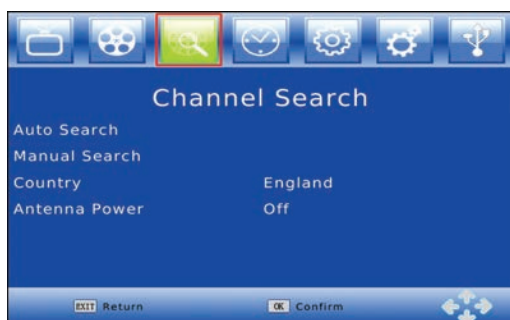 Channel Search
Auto Search
Manual Search
Country England
Antenna Power Off
EXIT Return OK Confirm